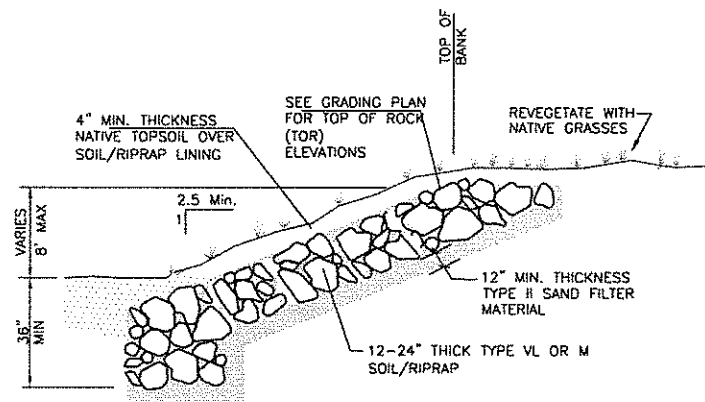 TOP OF
BANK
4" MIN. THICKNESS
NATIVE TOPSOIL OVER
SOIL/RIPRAP LINING
SEE GRADING PLAN
FOR TOP OF ROCK
(TOR)
ELEVATIONS
REVEGETATE WITH
NATIVE GRASSES
2.5 Min.
1
VARIES
8' MAX
36"
MIN
12" MIN. THICKNESS
TYPE II SAND FILTER
MATERIAL
12-24" THICK TYPE VL OR M
SOIL/RIPRAP